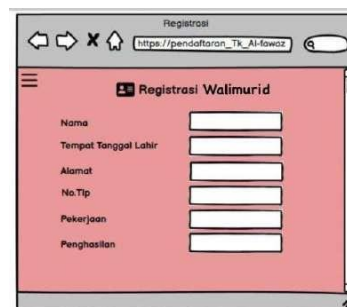 Registrasi
https://pendaftaran_Tk_Al-fawaz
Registrasi Walimurid
Nama
Tempat Tanggal Lahir
Alamat
No.Tlp
Pekerjaan
Penghasilan